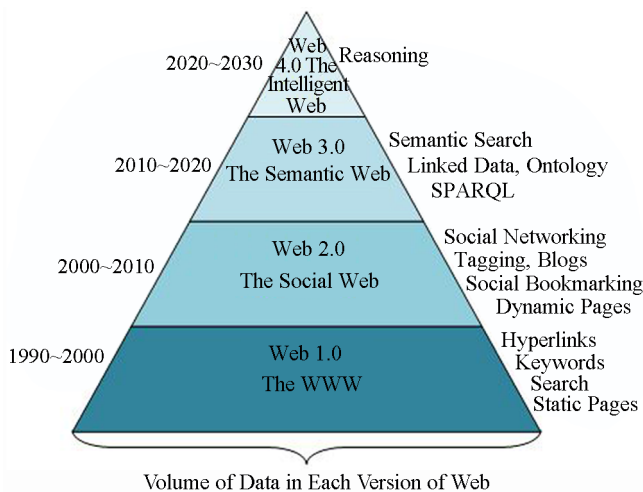 2020~2030
Web
4.0 The
Intelligent
Web
Reasoning
2010~2020
Web 3.0
The Semantic Web
Semantic Search
Linked Data, Ontology
SPARQL
2000~2010
Web 2.0
The Social Web
Social Networking
Tagging, Blogs
Social Bookmarking
Dynamic Pages
1990~2000
Web 1.0
The WWW
Hyperlinks
Keywords
Search
Static Pages
Volume of Data in Each Version of Web